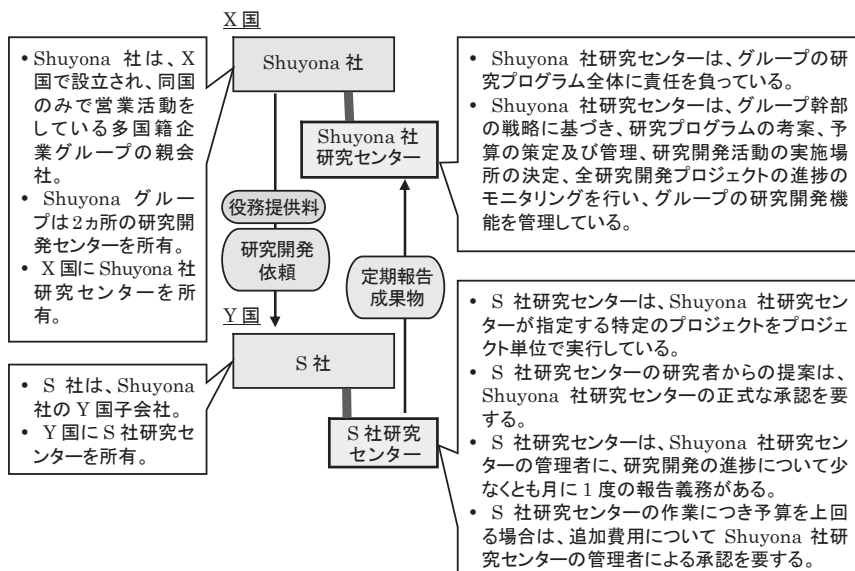 X 国
• Shuyona 社は、X
国で設立され、同国
のみで営業活動を
している多国籍企
業グループの親会
社。
• Shuyona グルー
プは2ヵ所の研究開
発センターを所有。
• X 国に Shuyona 社
研究センターを所
有。
Shuyona 社
Shuyona 社
研究センター
• Shuyona 社研究センターは、グループの研
究プログラム全体に責任を負っている。
• Shuyona 社研究センターは、グループ幹部
の戦略に基づき、研究プログラムの考案、予
算の策定及び管理、研究開発活動の実施場
所の決定、全研究開発プロジェクトの進捗の
モニタリングを行い、グループの研究開発機
能を管理している。
役務提供料
研究開発
依頼
定期報告
成果物
Y 国
• S 社は、Shuyona
社の Y 国子会社。
• Y 国に S 社研究セ
ンターを所有。
S 社
S 社研究
センター
• S 社研究センターは、Shuyona 社研究セン
ターが指定する特定のプロジェクトをプロジェ
クト単位で実行している。
• S 社研究センターの研究者からの提案は、
Shuyona 社研究センターの正式な承認を要
する。
• S 社研究センターは、Shuyona 社研究セン
ターの管理者に、研究開発の進捗について少
なくとも月に 1 度の報告義務がある。
• S 社研究センターの作業につき予算を上回
る場合は、追加費用について Shuyona 社研
究センターの管理者による承認を要する。